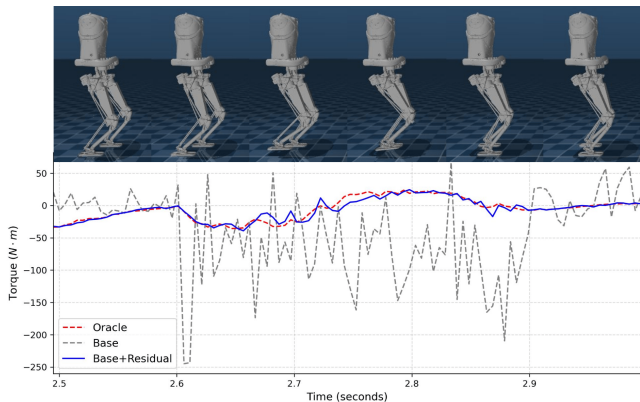 50
0
−50
−100
−150
−200
−250
Torque (N · m)
Oracle
Base
Base+Residual
2.5
2.6
2.7
2.8
2.9
Time (seconds)